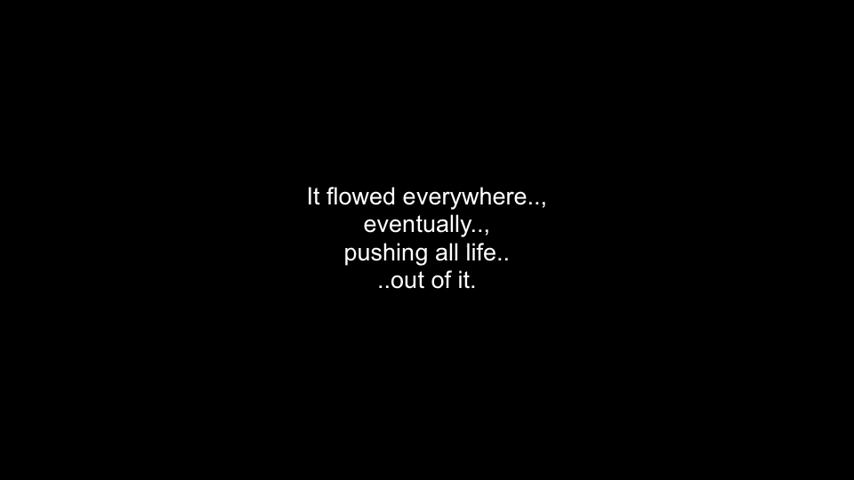 It flowed everywhere..,
eventually..,
pushing all life..
..out of it.